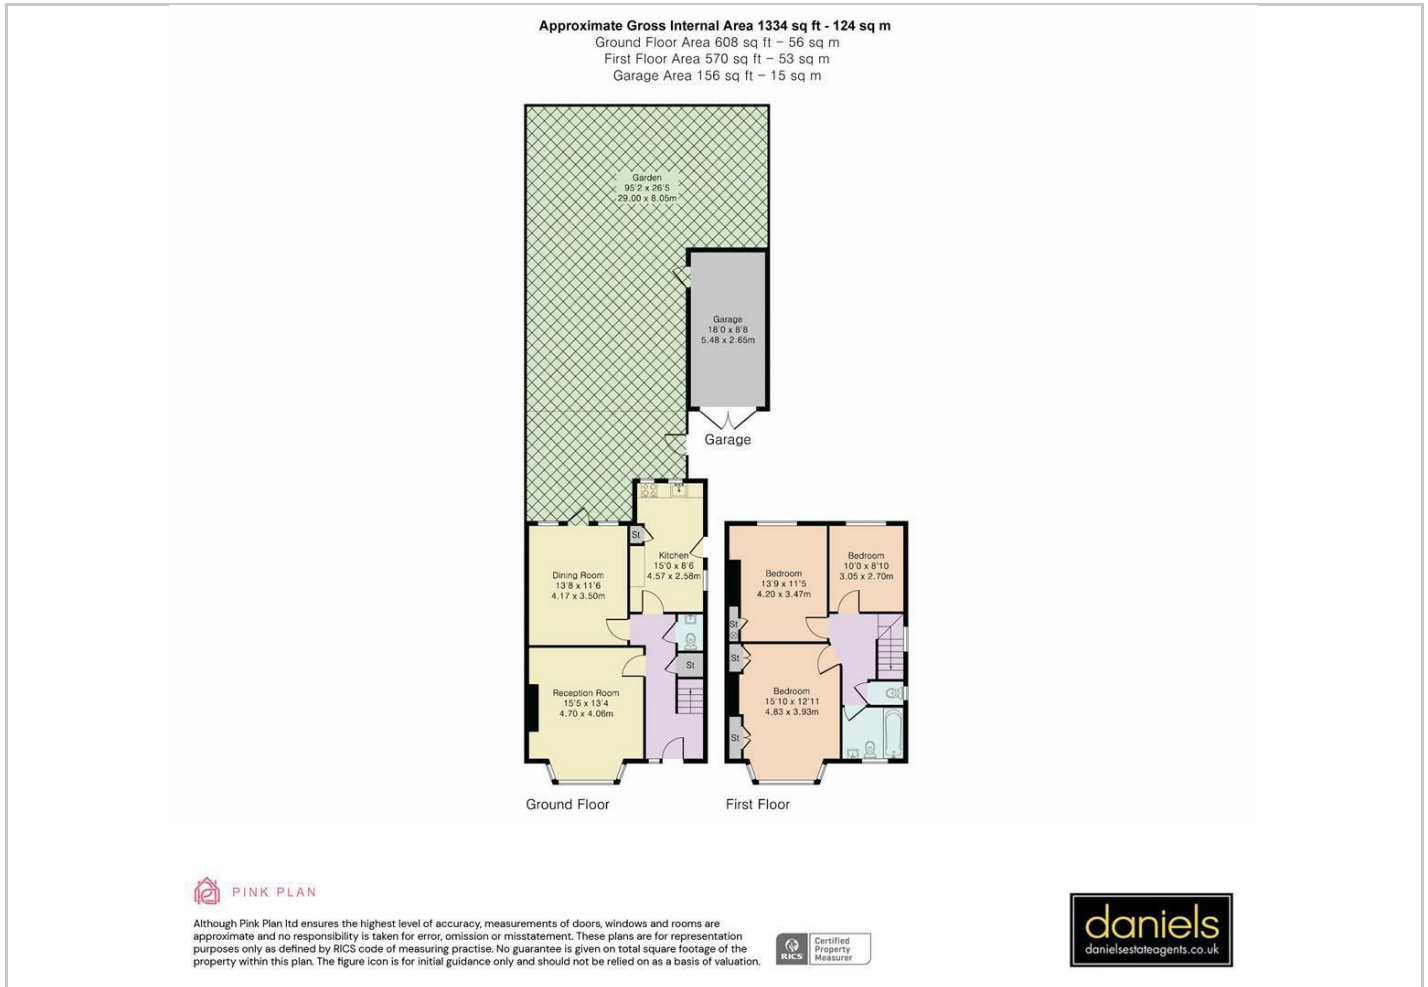 Approximate Gross Internal Area 1334 sq ft - 124 sq m
Ground Floor Area 608 sq ft – 56 sq m
First Floor Area 570 sq ft – 53 sq m
Garage Area 156 sq ft – 15 sq m
Garden
95'2 x 26'5
29.00 x 8.05m
Garage
18'0 x 8'8
5.48 x 2.65m
Garage
St
Kitchen
15'0 x 8'6
4.57 x 2.58m
Dining Room
13'8 x 11'6
4.17 x 3.50m
St
Reception Room
15'5 x 13'4
4.70 x 4.06m
Ground Floor
Bedroom
13'9 x 11'5
4.20 x 3.47m
Bedroom
10'0 x 8'10
3.05 x 2.70m
St
St
Bedroom
15'10 x 12'11
4.83 x 3.93m
St
First Floor
PINK PLAN
Although Pink Plan ltd ensures the highest level of accuracy, measurements of doors, windows and rooms are
approximate and no responsibility is taken for error, omission or misstatement. These plans are for representation
purposes only as defined by RICS code of measuring practise. No guarantee is given on total square footage of the
property within this plan. The figure icon is for initial guidance only and should not be relied on as a basis of valuation.
RICS
Certified
Property
Measurer
daniels
danielsestateagents.co.uk